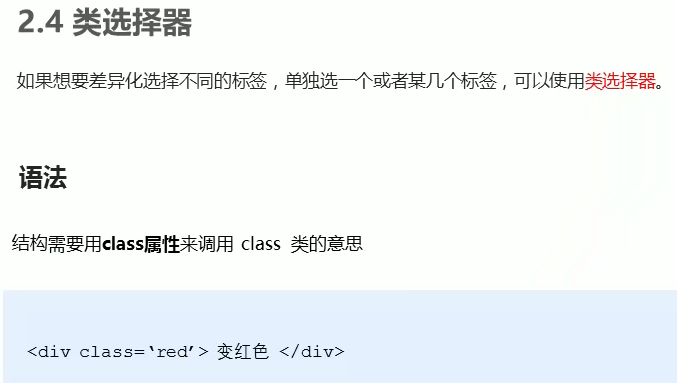 2.4 类选择器
如果想要差异化选择不同的标签，单独选一个或者某几个标签，可以使用类选择器。
语法
结构需要用class属性来调用 class 类的意思
<div class=‘red’> 变红色 </div>